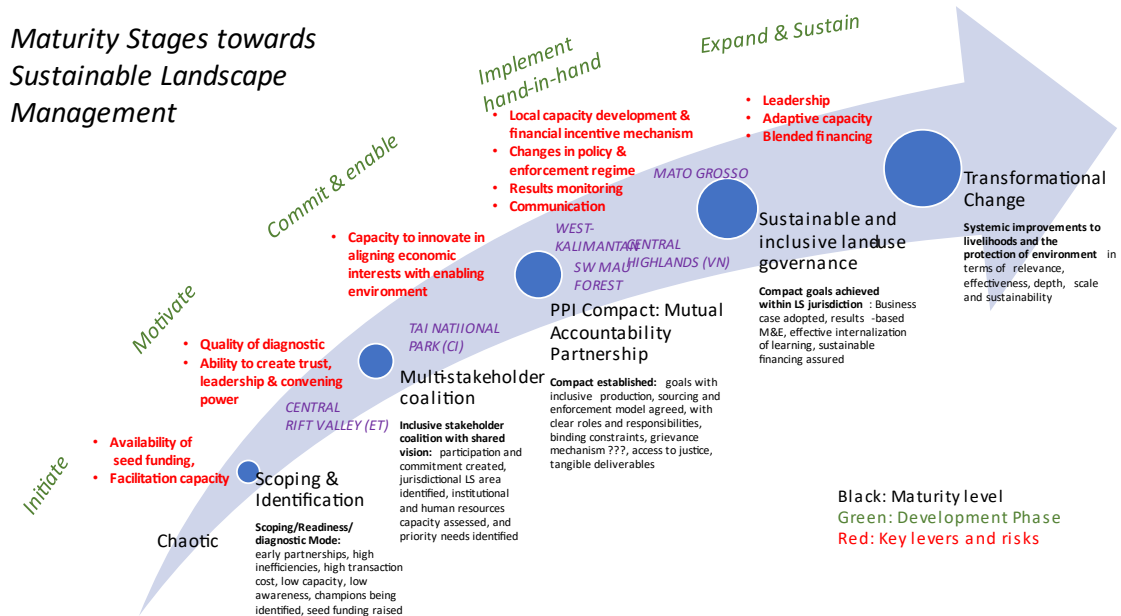 Maturity Stages towards
Sustainable Landscape
Management
Initiate
Motivate
Commit & enable
Implement
hand-in-hand
Expand & Sustain
• Availability of
seed funding,
• Facilitation capacity
• Quality of diagnostic
• Ability to create trust,
leadership & convening
power
• Capacity to innovate in
aligning economic
interests with enabling
environment
• Local capacity development &
financial incentive mechanism
• Changes in policy &
enforcement regime
• Results monitoring
• Communication
• Leadership
• Adaptive capacity
• Blended financing
CENTRAL
RIFT VALLEY (ET)
TAI NATIIONAL
PARK (CI)
WEST-
KALIMANTAN
SW MAU
FOREST
CENTRAL
HIGHLANDS (VN)
MATO GROSSO
Chaotic
Scoping &
Identification
Scoping/Readiness/
diagnostic Mode:
early partnerships, high
inefficiencies, high transaction
cost, low capacity, low
awareness, champions being
identified, seed funding raised
Multi-stakeholder
coalition
Inclusive stakeholder
coalition with shared
vision: participation and
commitment created,
jurisdictional LS area
identified, institutional
and human resources
capacity assessed, and
priority needs identified
PPI Compact: Mutual
Accountability
Partnership
Compact established: goals with
inclusive production, sourcing and
enforcement model agreed, with
clear roles and responsibilities,
binding constraints, grievance
mechanism ???, access to justice,
tangible deliverables
Sustainable and
inclusive landuse
governance
Compact goals achieved
within LS jurisdiction : Business
case adopted, results -based
M&E, effective internalization
of learning, sustainable
financing assured
Transformational
Change
Systemic improvements to
livelihoods and the
protection of environment in
terms of relevance,
effectiveness, depth, scale
and sustainability
Black: Maturity level
Green: Development Phase
Red: Key levers and risks